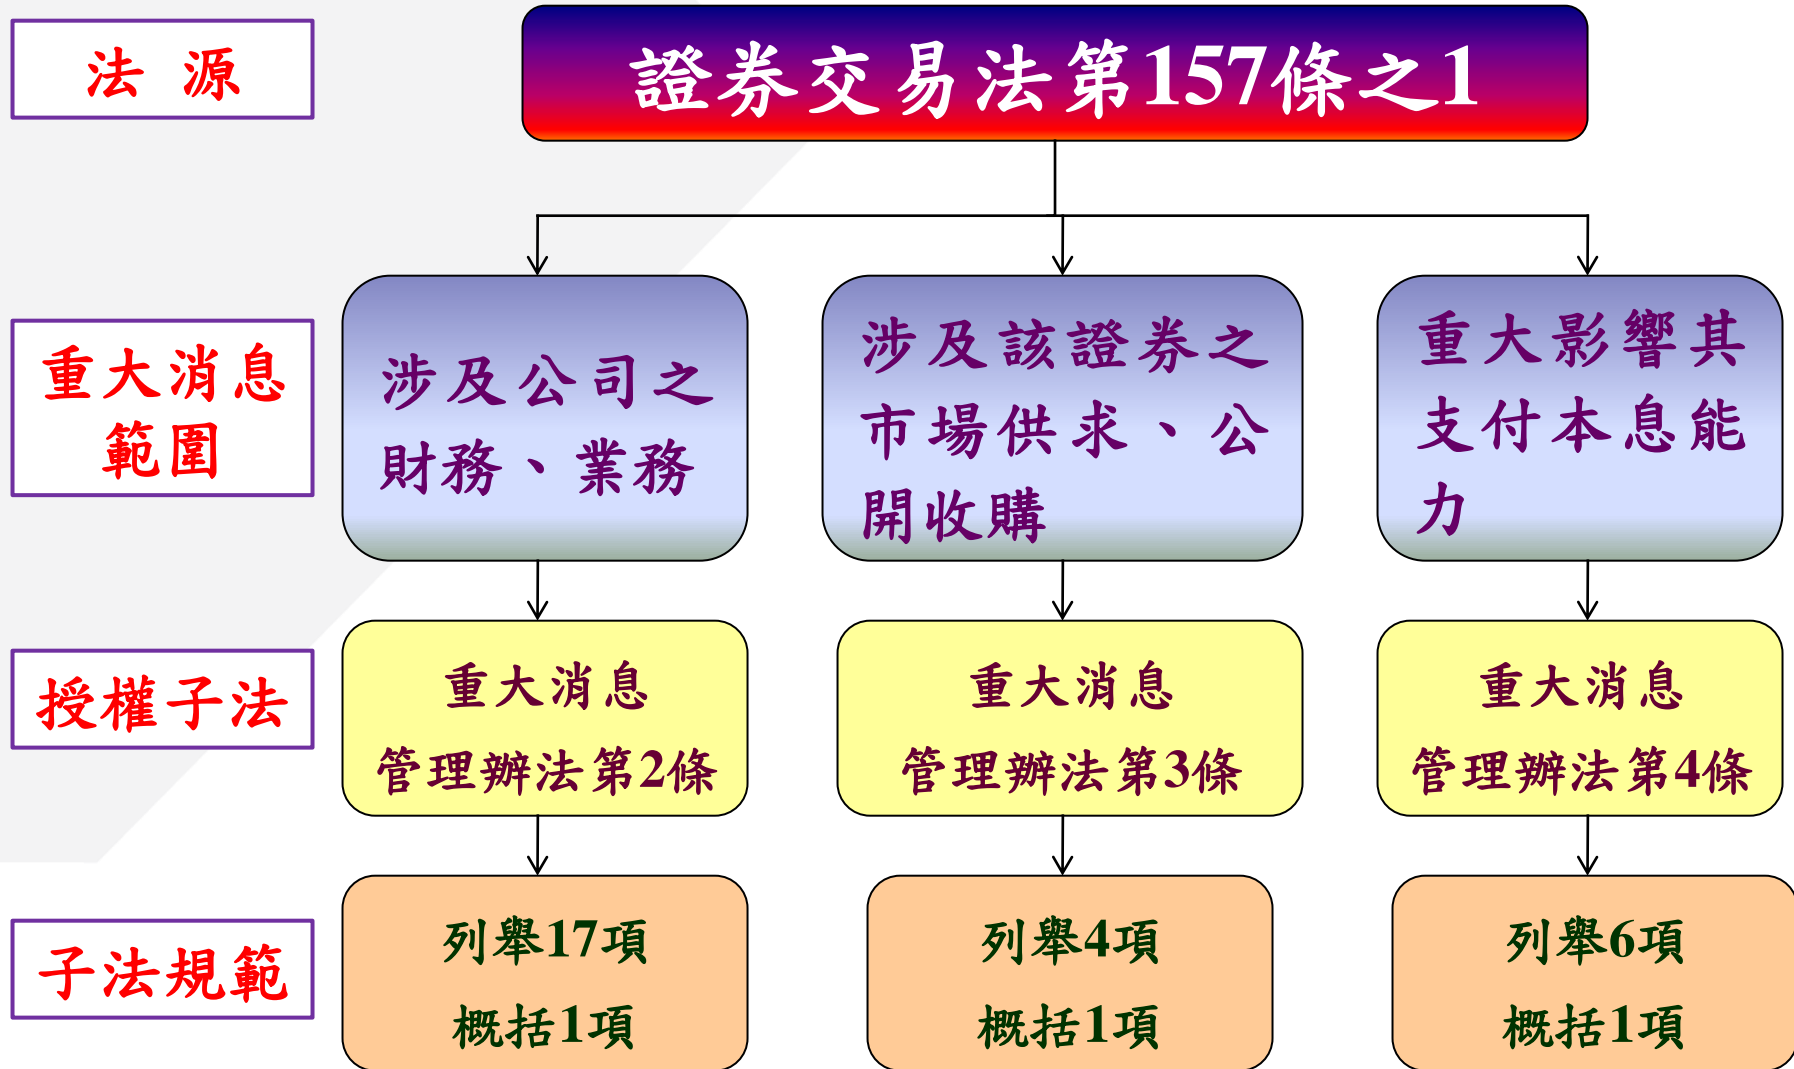 法 源
證券交易法第157條之1
重大消息
範圍
涉及公司之
財務、業務
涉及該證券之
市場供求、公
開收購
重大影響其
支付本息能
力
授權子法
重大消息
管理辦法第2條
重大消息
管理辦法第3條
重大消息
管理辦法第4條
子法規範
列舉17項
概括1項
列舉4項
概括1項
列舉6項
概括1項